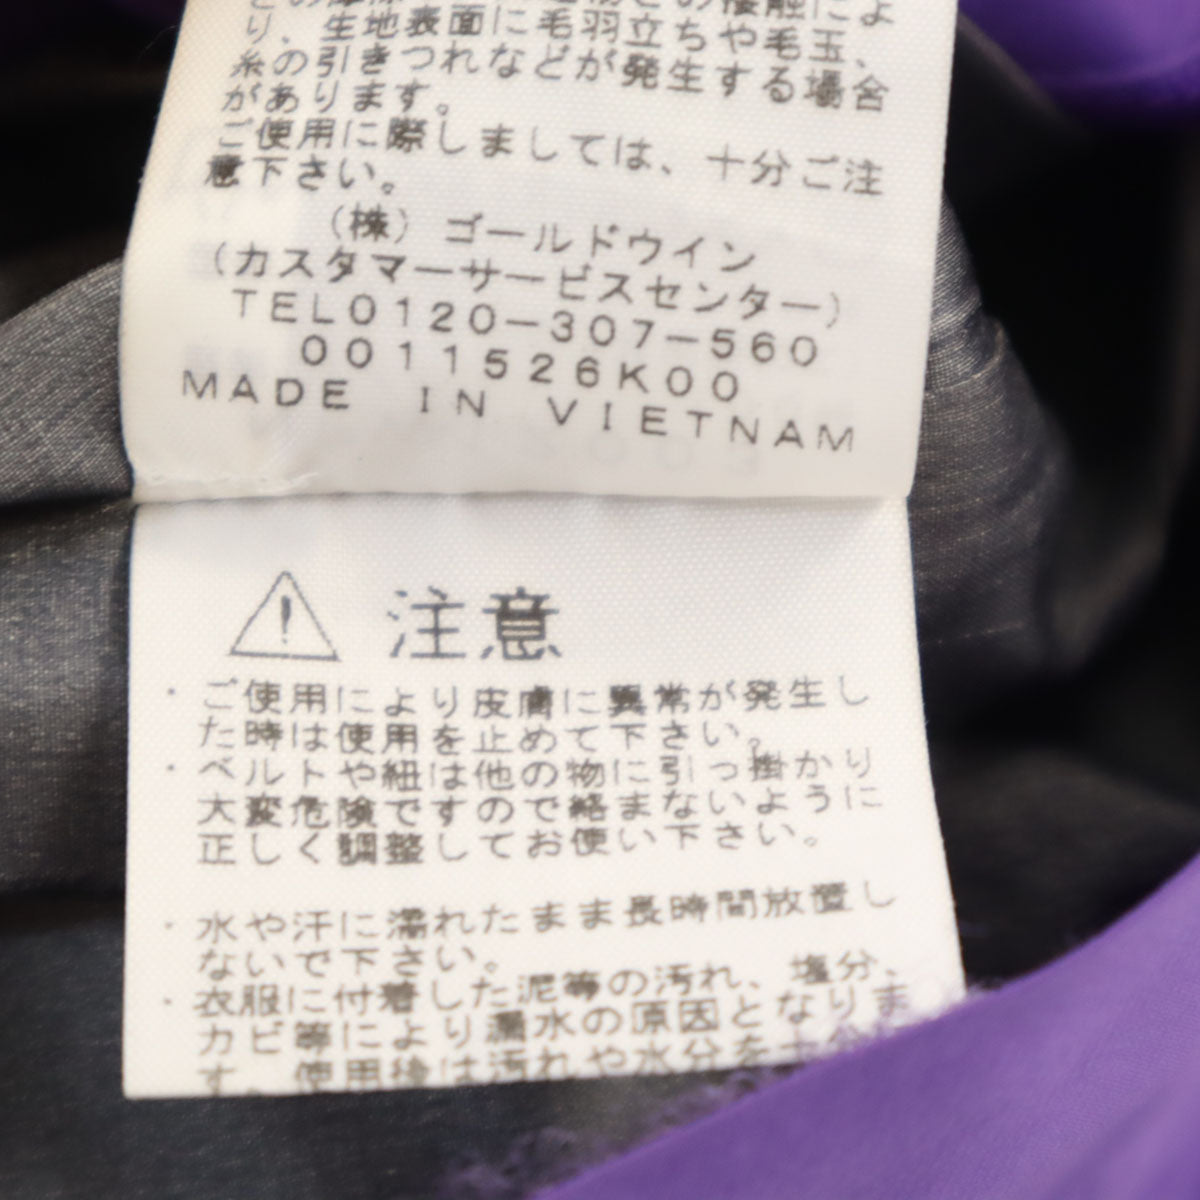 り、生地表面に毛羽立ちや毛玉、
糸の引きつれなどが発生する場合
があります。
ご使用に際しましては、十分ご注
意下さい。
(株) ゴールドウイン
(カスタマーサービスセンター)
TEL0120-307-560
0011526K00
MADE IN VIETNAM
注意
・ご使用により皮膚に異常が発生し
た時は使用を止めて下さい。
・ベルトや紐は他の物に引っ掛かり
大変危険ですので絡まないように
正しく調整してお使い下さい。
・水や汗に濡れたまま長時間放置し
ないで下さい。
・衣服に付着した泥等の汚れ、塩分、
カビ等により漏水の原因となりま
す。使用後は汚れや水分を十分